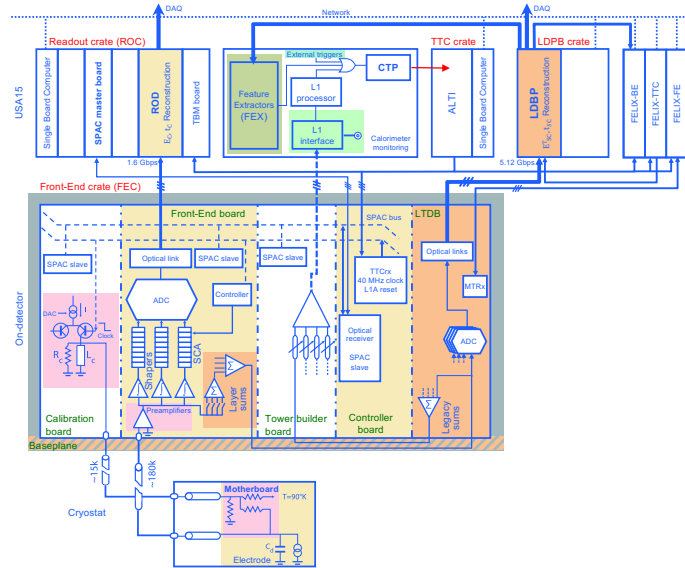 DAQ
DAQ
Network
Readout crate (ROC)
TTC crate
LDPB crate
USA15
Single Board Computer
SPAC master board
ROD
Eₒ, tₒ Reconstruction
TBM board
External triggers
Feature
Extractors
(FEX)
CTP
L1
processor
L1
interface
Calorimeter
monitoring
ALTI
Single Board Computer
LDBP
Reconstruction
FELIX-BE
FELIX-TTC
FELIX-FE
1.6 Gbps
5.12 Gbps
Front-End crate (FEC)
Front-End board
LTDB
SPAC bus
SPAC slave
Optical link
SPAC slave
SPAC slave
Optical links
TTCrx
40 MHz clock
L1A reset
MTRx
On-detector
DAC
I
Clock
ADC
Controller
Optical
receiver
SPAC
slave
ADC
R_c
L_c
Shapers
SCA
Σ
Σ
Layer
sums
Preamplifiers
Σ
Legacy
sums
Calibration
board
Tower builder
board
Controller
board
Baseplane
~15k
~180k
Cryostat
Motherboard
T=90°K
C_d
Electrode